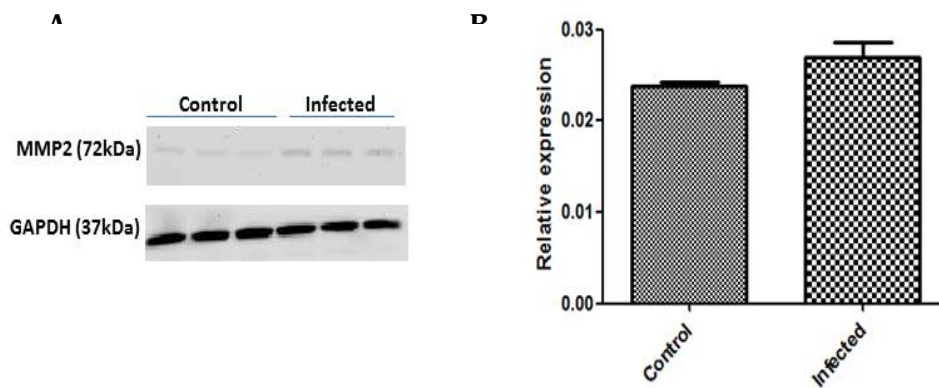 A
Control Infected
MMP2 (72kDa)
GAPDH (37kDa)
B
Relative expression
0.03
0.02
0.01
0.00
Control
Infected